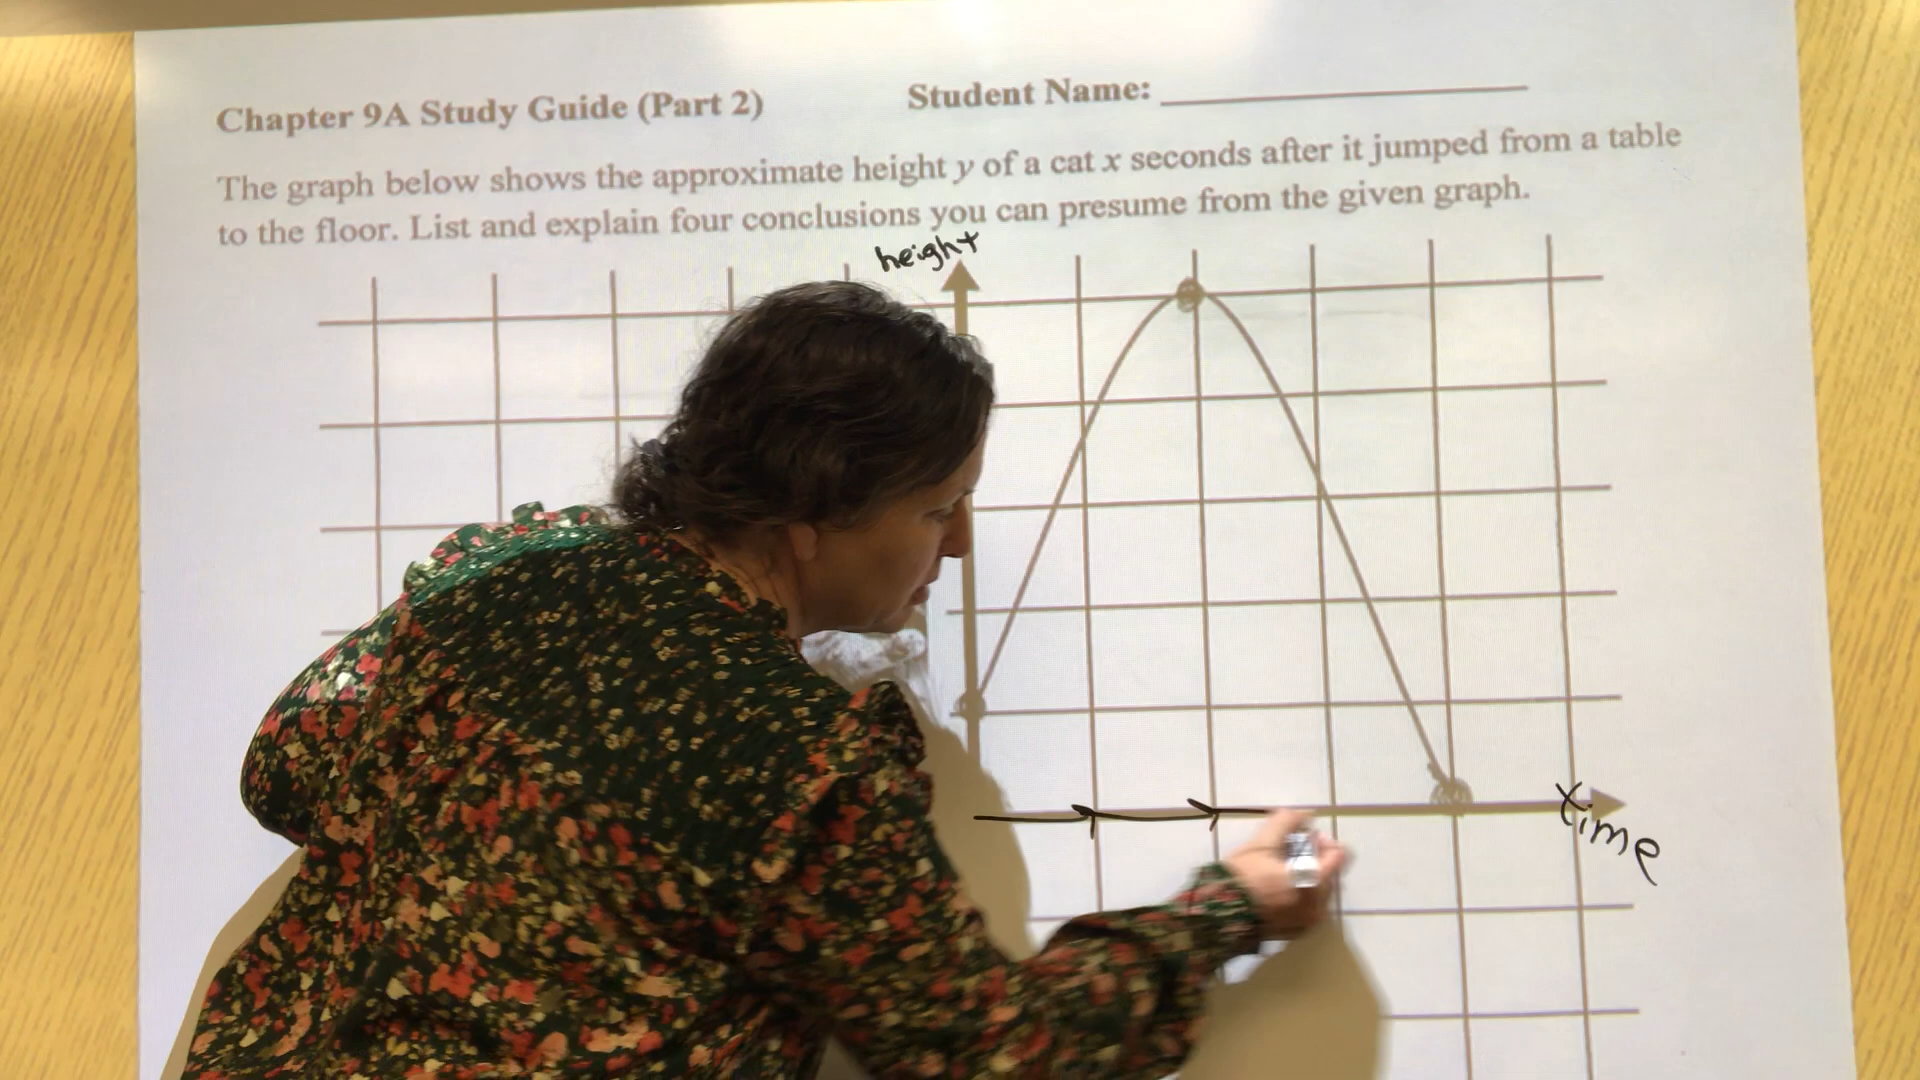 Chapter 9A Study Guide (Part 2) Student Name:
The graph below shows the approximate height y of a cat x seconds after it jumped from a table
to the floor. List and explain four conclusions you can presume from the given graph.
height
time